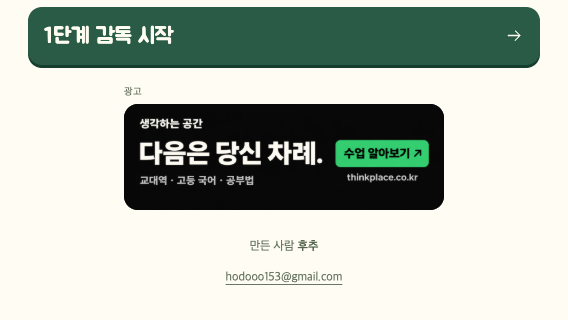 1단계 감독 시작 →
광고
생각하는 공간
다음은 당신 차례.
수업 알아보기 ↗
교대역 · 고등 국어 · 공부법
thinkplace.co.kr
만든 사람 후추
hodooo153@gmail.com